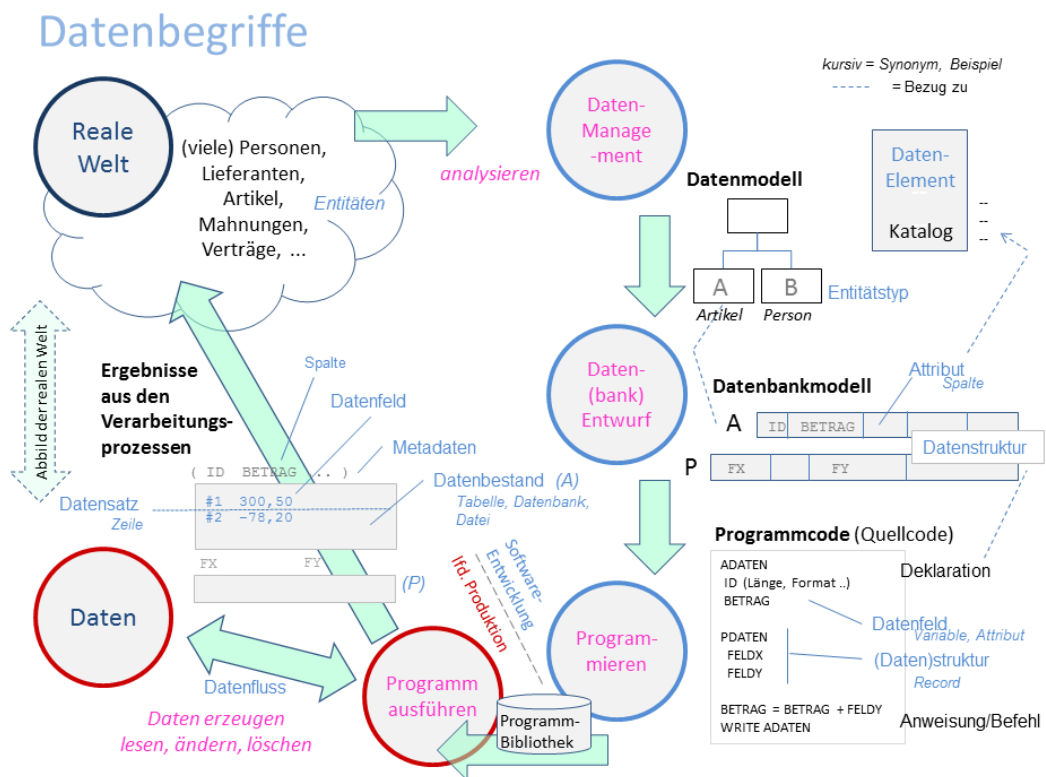 Datenbegriffe
kursiv = Synonym, Beispiel
= Bezug zu
Reale
Welt
(viele) Personen,
Lieferanten,
Artikel,
Mahnungen,
Verträge, ...
Entitäten
analysieren
Daten-
Manage
-ment
Datenmodell
A
B
Artikel
Person
Entitätstyp
Daten-
Element
Katalog
--
--
--
Abbild der realen Welt
Ergebnisse
aus den
Verarbeitungs-
prozessen
Spalte
Datenfeld
Metadaten
( ID BETRAG ... )
Datensatz
Zeile
#1 300,50
#2 -78,20
Datenbestand (A)
Tabelle, Datenbank,
Datei
FX FY
(P)
Daten-
(bank)
Entwurf
Datenbankmodell
Attribut
Spalte
A
ID BETRAG
Datenstruktur
P
FX FY
Programmcode (Quellcode)
ADATEN
ID (Länge, Format ..)
BETRAG
PDATEN
FELDX
FELDY
BETRAG = BETRAG + FELDY
WRITE ADATEN
Deklaration
Datenfeld
Variable, Attribut
(Daten)struktur
Record
Anweisung/Befehl
Software-
Entwicklung
lfd. Produktion
Daten
Datenfluss
Daten erzeugen
lesen, ändern, löschen
Programm
ausführen
Programm-
Bibliothek
Program-
mieren